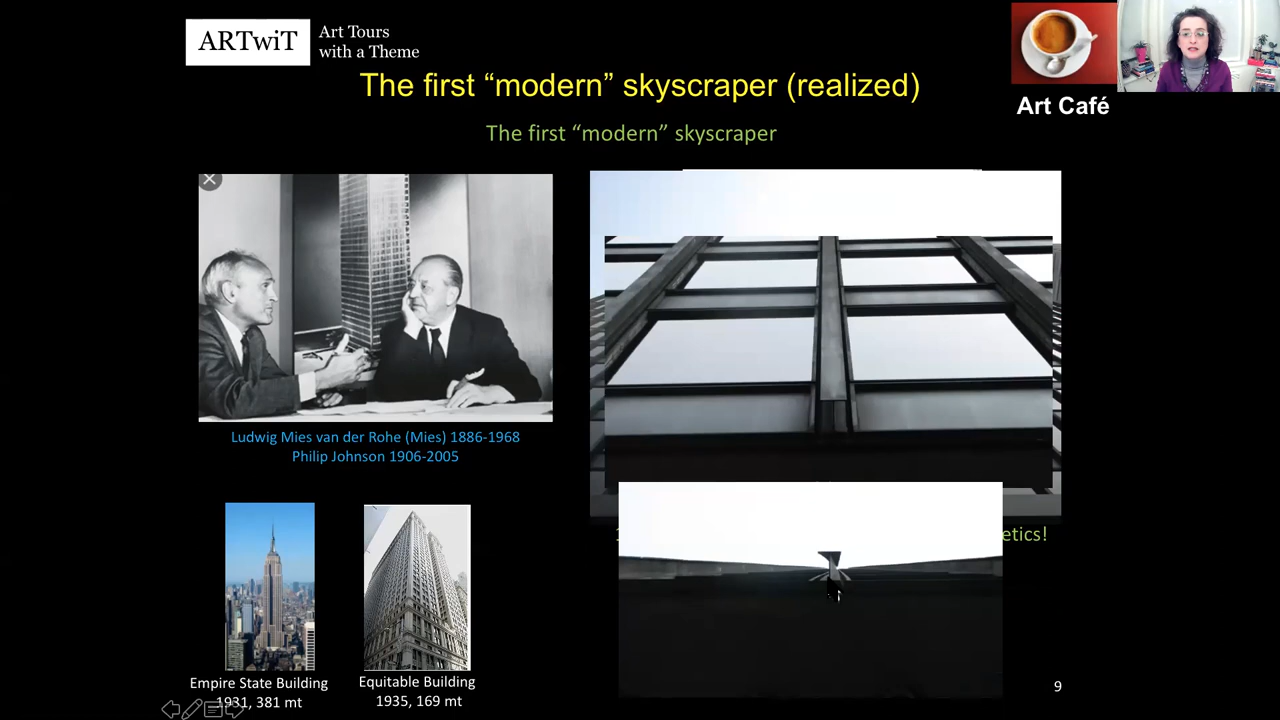 ARTwiT
Art Tours
with a Theme
The first “modern” skyscraper (realized)
Art Café
The first “modern” skyscraper
Ludwig Mies van der Rohe (Mies) 1886-1968
Philip Johnson 1906-2005
etics!
Empire State Building
1931, 381 mt
Equitable Building
1935, 169 mt
9